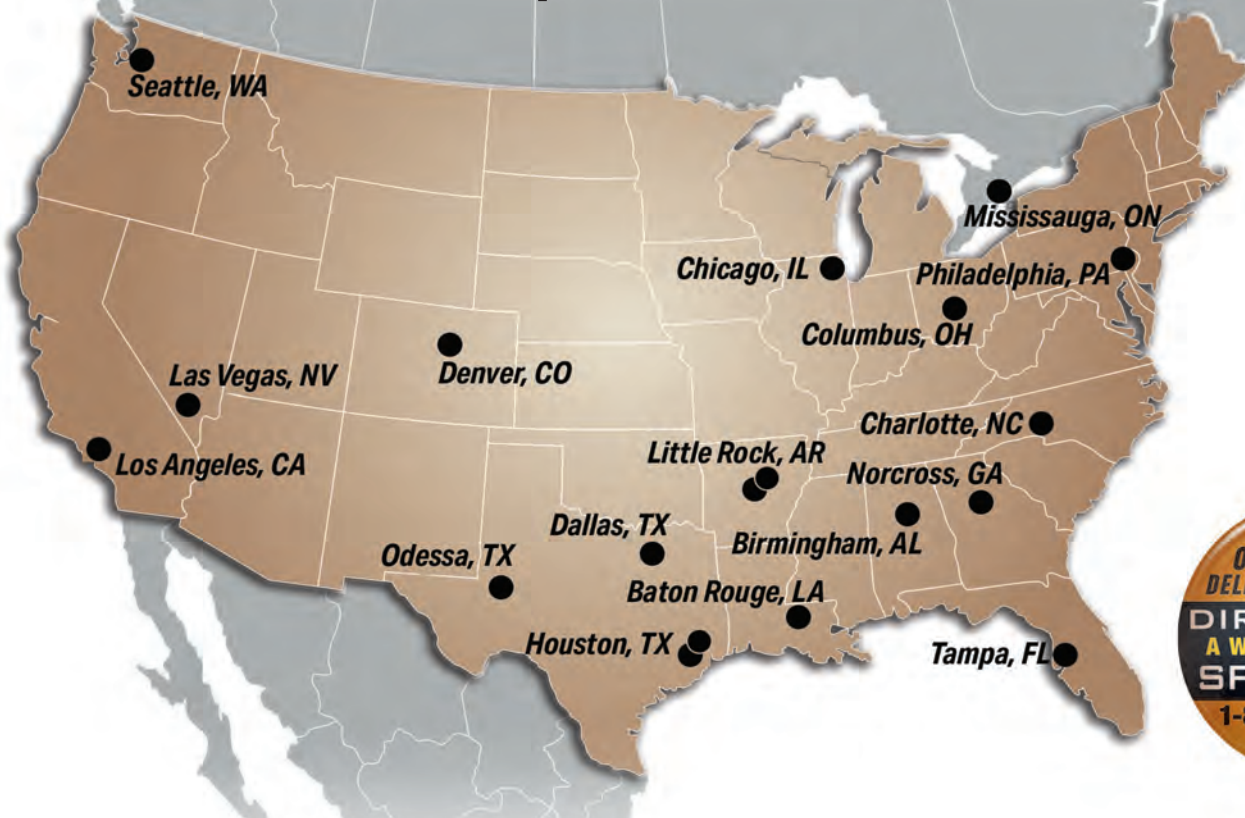 Seattle, WA
Mississauga, ON
Chicago, IL
Philadelphia, PA
Columbus, OH
Las Vegas, NV
Denver, CO
Charlotte, NC
Little Rock, AR
Los Angeles, CA
Norcross, GA
Dallas, TX
Birmingham, AL
Odessa, TX
Baton Rouge, LA
Houston, TX
Tampa, FL
A